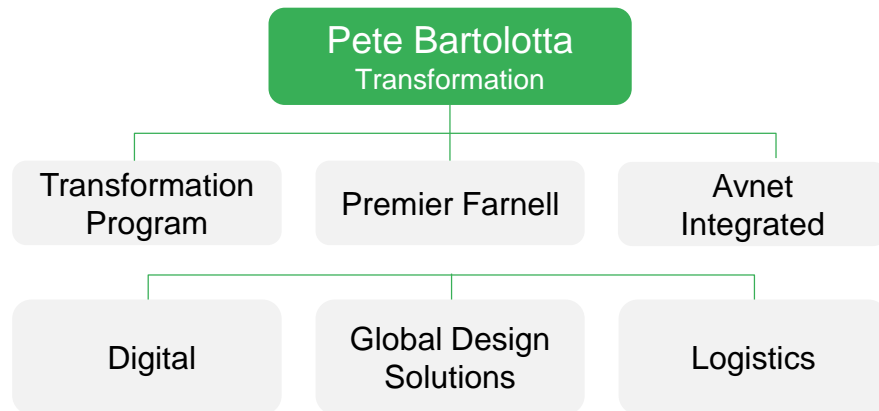 Pete Bartolotta
Transformation
Transformation
Program
Premier Farnell
Avnet
Integrated
Digital
Global Design
Solutions
Logistics